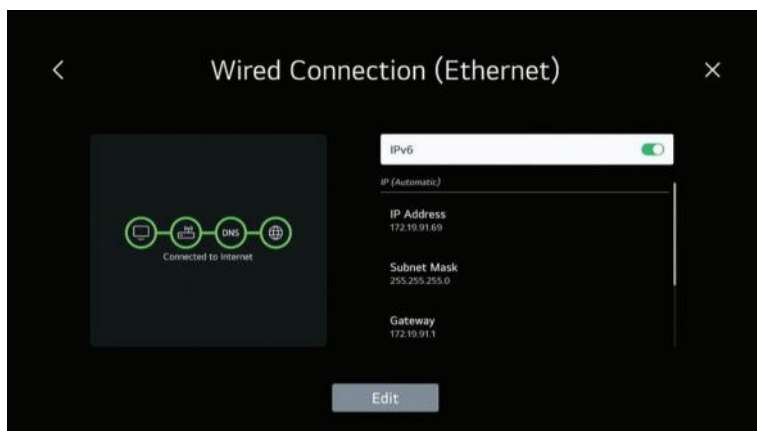 Wired Connection (Ethernet)
IPv6
IP (Automatic)
DNS
Connected to Internet
IP Address
172.19.91.69
Subnet Mask
255.255.255.0
Gateway
172.19.91.1
Edit